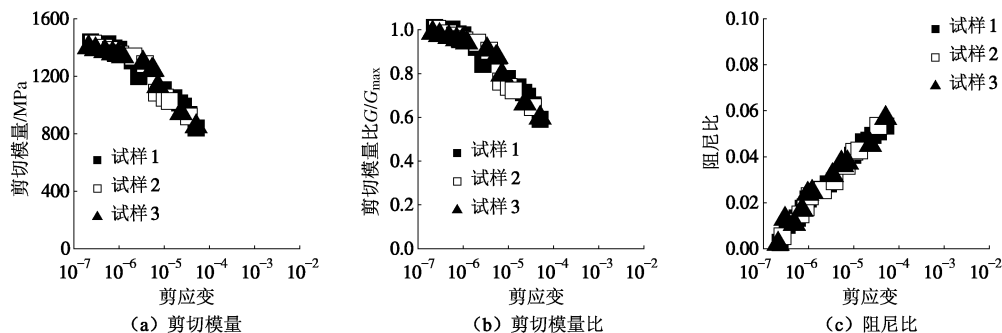 剪切模量/MPa
1600
1200
800
400
0
试样1
试样2
试样3
10⁻⁷ 10⁻⁶ 10⁻⁵ 10⁻⁴ 10⁻³ 10⁻²
剪应变
(a) 剪切模量
剪切模量比G/Gmax
1.0
0.8
0.6
0.4
0.2
0.0
试样1
试样2
试样3
10⁻⁷ 10⁻⁶ 10⁻⁵ 10⁻⁴ 10⁻³ 10⁻²
剪应变
(b) 剪切模量比
阻尼比
0.10
0.08
0.06
0.04
0.02
0.00
试样1
试样2
试样3
10⁻⁷ 10⁻⁶ 10⁻⁵ 10⁻⁴ 10⁻³ 10⁻²
剪应变
(c) 阻尼比